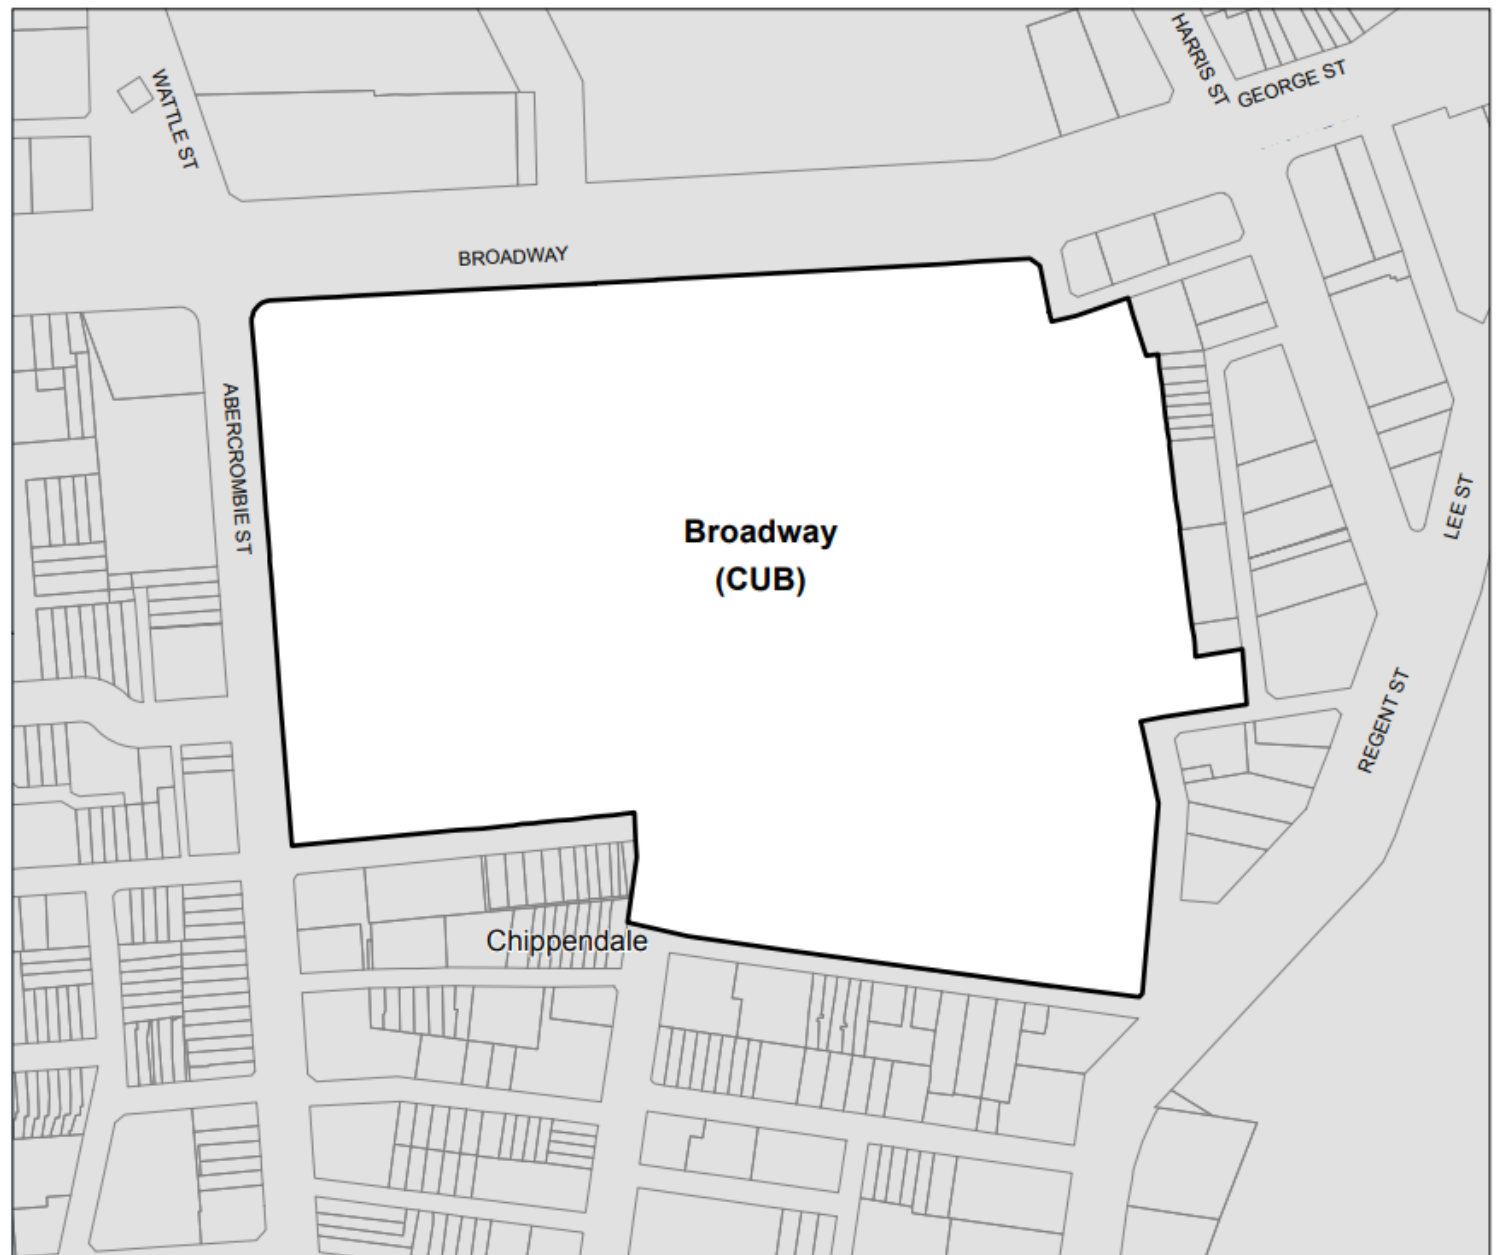 HARRIS ST
GEORGE ST
WATTLE ST
BROADWAY
ABERCROMBIE ST
Broadway
(CUB)
LEE ST
REGENT ST
Chippendale